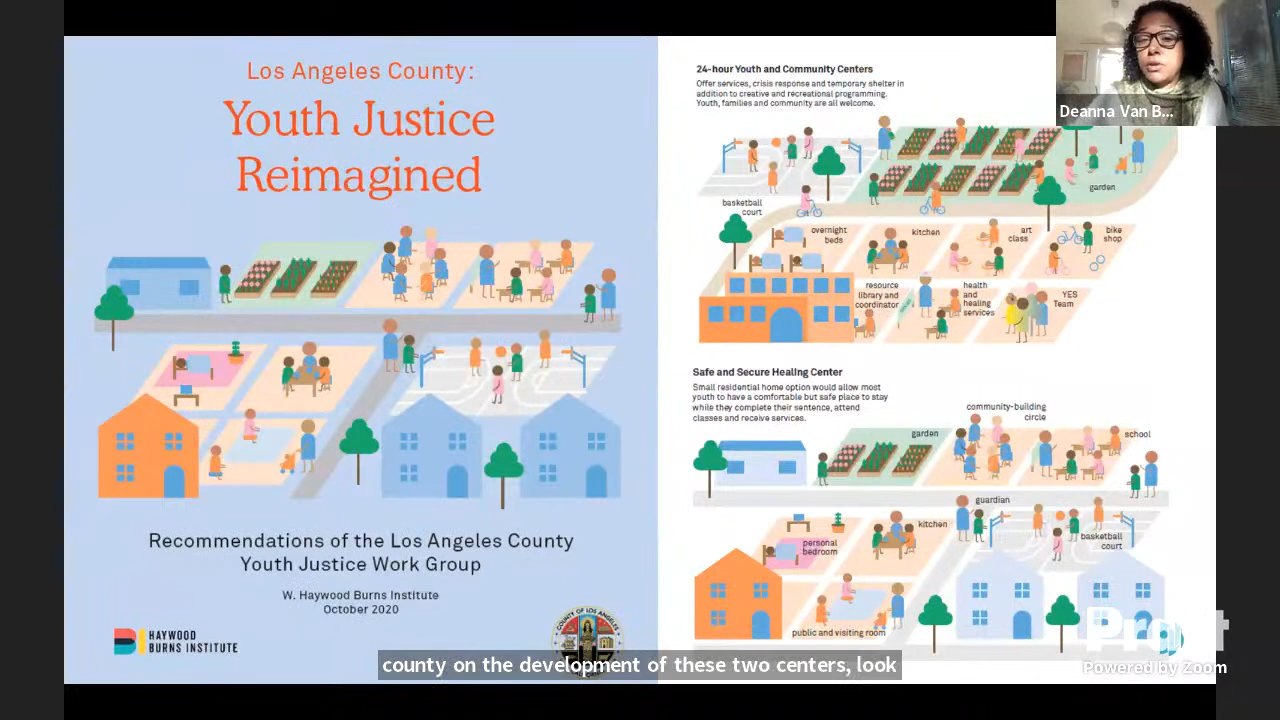 Los Angeles County:
Youth Justice
Reimagined
Recommendations of the Los Angeles County
Youth Justice Work Group
W. Haywood Burns Institute
October 2020
HAYWOOD
BURNS INSTITUTE
COUNTY OF LOS ANGELES
24-hour Youth and Community Centers
Offer services, crisis response and temporary shelter in
addition to creative and recreational programming.
Youth, families and community are all welcome.
garden
basketball
court
overnight
beds
kitchen
art
class
bike
shop
resource
library and
coordinator
health
and
healing
services
YES
Team
Safe and Secure Healing Center
Small residential home option would allow most
youth to have a comfortable but safe place to stay
while they complete their sentence, attend
classes and receive services.
garden
community-building
circle
school
guardian
personal
bedroom
kitchen
basketball
court
public and visiting room
Deanna Van B...
county on the development of these two centers, look
Powered by Zoom